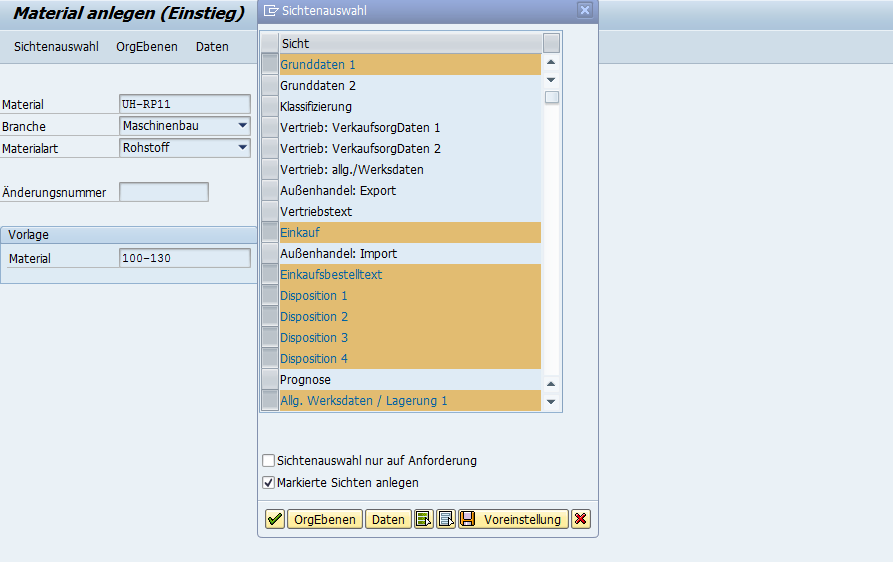 Material anlegen (Einstieg)
Sichtenauswahl OrgEbenen Daten
Material UH-RP11
Branche Maschinenbau
Materialart Rohstoff
Änderungsnummer
Vorlage
Material 100-130
Sichtenauswahl
Sicht
Grunddaten 1
Grunddaten 2
Klassifizierung
Vertrieb: VerkaufsorgDaten 1
Vertrieb: VerkaufsorgDaten 2
Vertrieb: allg./Werksdaten
Außenhandel: Export
Vertriebstext
Einkauf
Außenhandel: Import
Einkaufsbestelltext
Disposition 1
Disposition 2
Disposition 3
Disposition 4
Prognose
Allg. Werksdaten / Lagerung 1
Sichtenauswahl nur auf Anforderung
Markierte Sichten anlegen
OrgEbenen Daten Voreinstellung